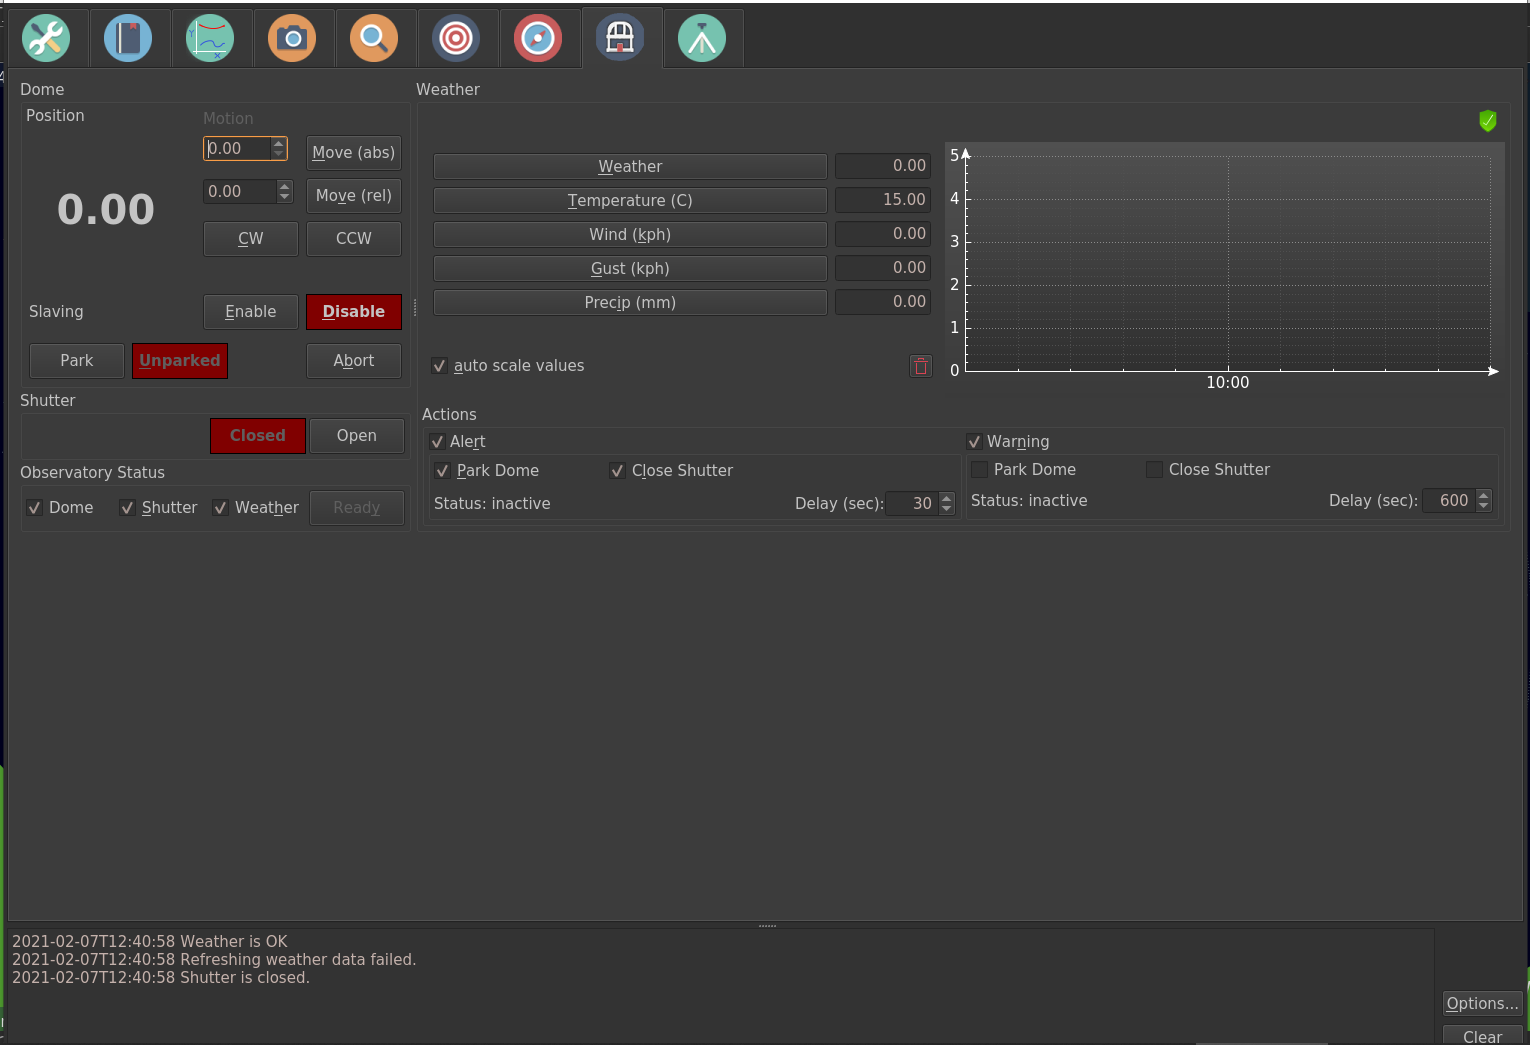 Dome
Position
Motion
0.00
Move (abs)
0.00
0.00
Move (rel)
CW
CCW
Slaving
Enable
Disable
Park
Unparked
Abort
Shutter
Closed
Open
Observatory Status
Dome
Shutter
Weather
Ready
Weather
Weather
0.00
Temperature (C)
15.00
Wind (kph)
0.00
Gust (kph)
0.00
Precip (mm)
0.00
auto scale values
5
4
3
2
1
0
10:00
Actions
Alert
Park Dome
Close Shutter
Status: inactive
Delay (sec):
30
Warning
Park Dome
Close Shutter
Status: inactive
Delay (sec):
600
2021-02-07T12:40:58 Weather is OK
2021-02-07T12:40:58 Refreshing weather data failed.
2021-02-07T12:40:58 Shutter is closed.
Options...
Clear